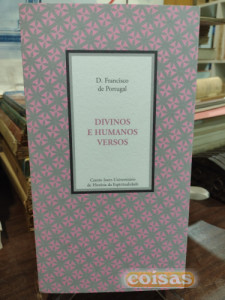 D. Francisco
de Portugal
DIVINOS
E HUMANOS
VERSOS
Centro Inter-Universitário
de História da Espiritualidade
coisas